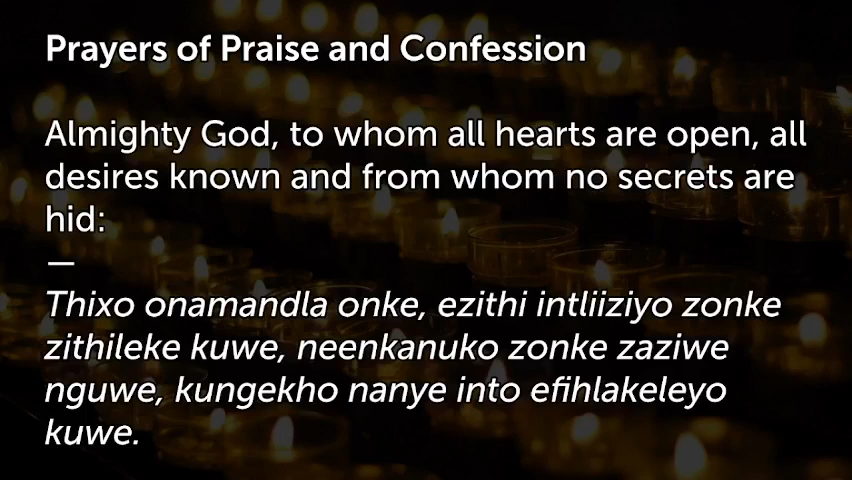 Prayers of Praise and Confession
Almighty God, to whom all hearts are open, all
desires known and from whom no secrets are
hid:
—
Thixo onamandla onke, ezithi intliiziyo zonke
zithileke kuwe, neenkanuko zonke zaziwe
nguwe, kungekho nanye into efihlakeleyo
kuwe.